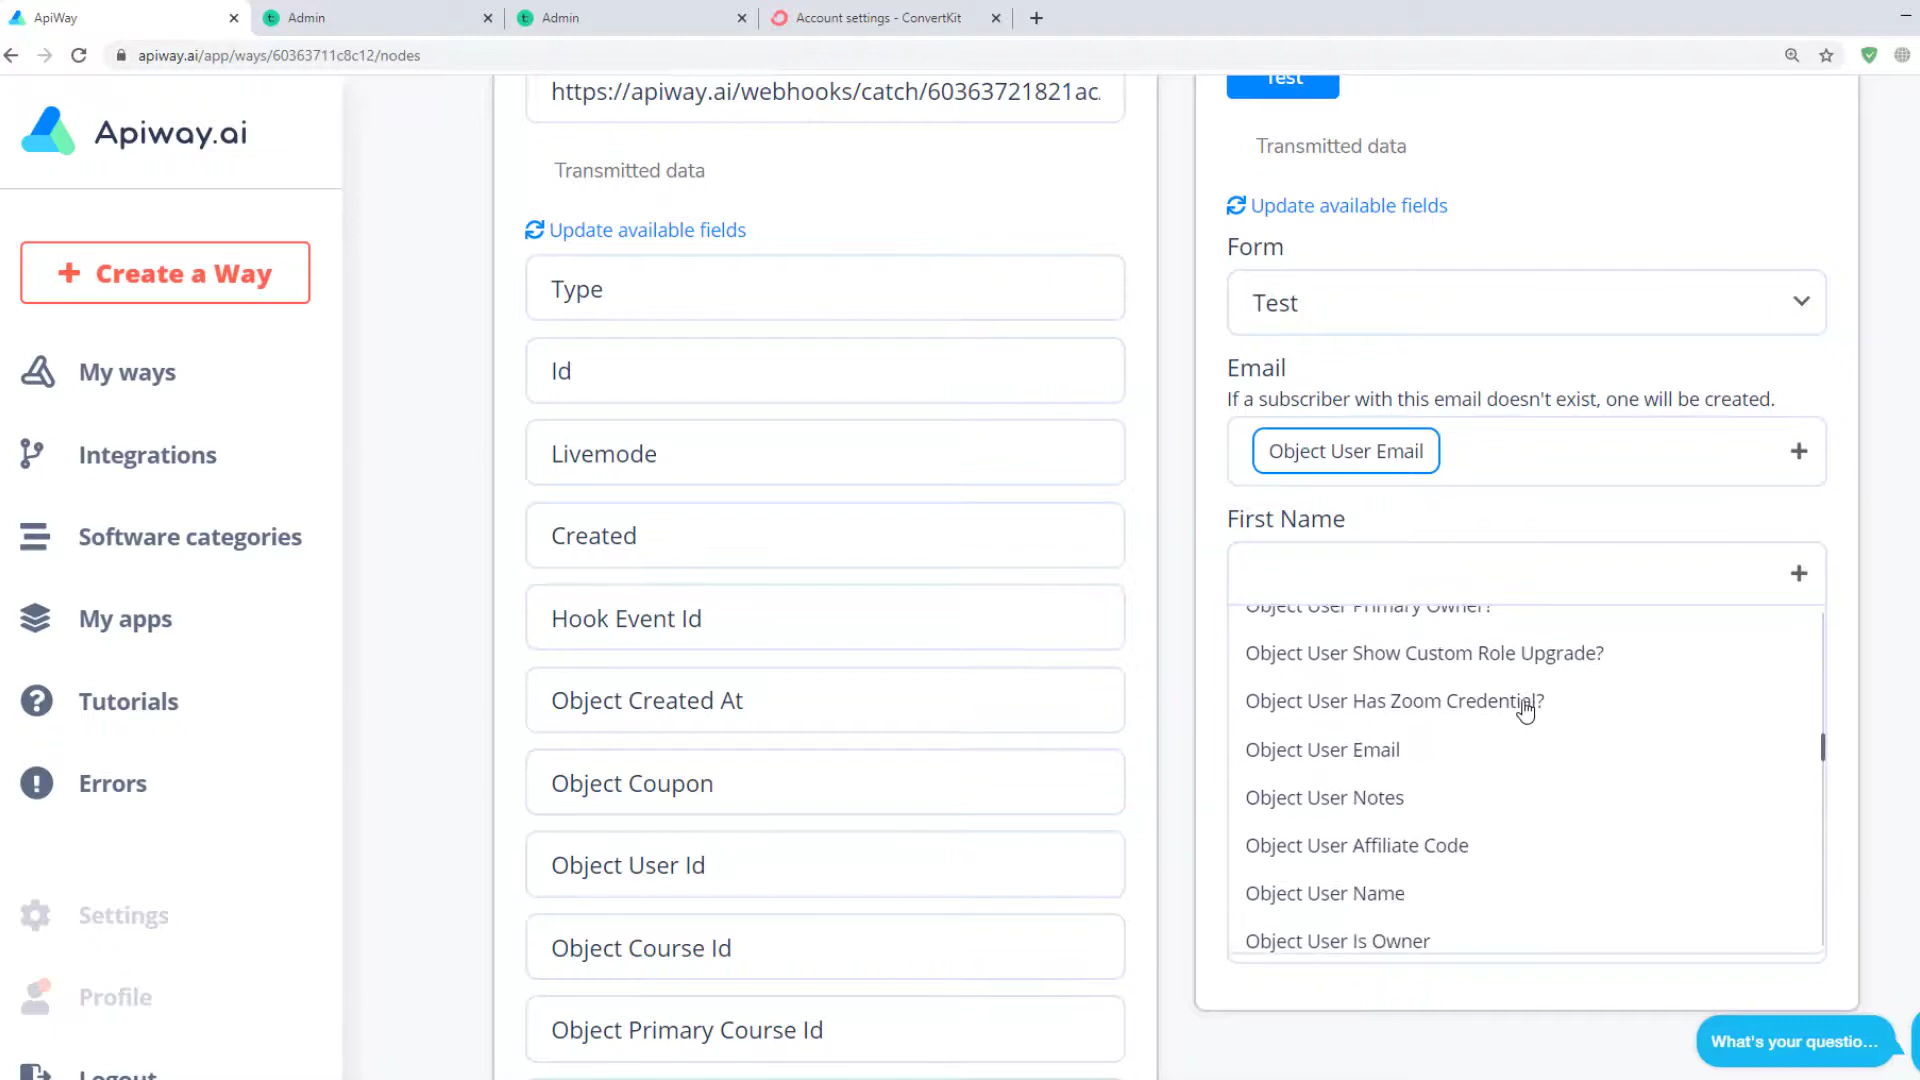 ApiWay
Admin
Admin
Account settings - ConvertKit
apiway.ai/app/ways/60363711c8c12/nodes
Apiway.ai
Create a Way
My ways
Integrations
Software categories
My apps
Tutorials
Errors
Settings
Profile
Logout
https://apiway.ai/webhooks/catch/60363721821ac.
Transmitted data
Update available fields
Type
Id
Livemode
Created
Hook Event Id
Object Created At
Object Coupon
Object User Id
Object Course Id
Object Primary Course Id
Test
Transmitted data
Update available fields
Form
Test
Email
If a subscriber with this email doesn't exist, one will be created.
Object User Email
First Name
Object User Primary Owner?
Object User Show Custom Role Upgrade?
Object User Has Zoom Credential?
Object User Email
Object User Notes
Object User Affiliate Code
Object User Name
Object User Is Owner
What's your questio...